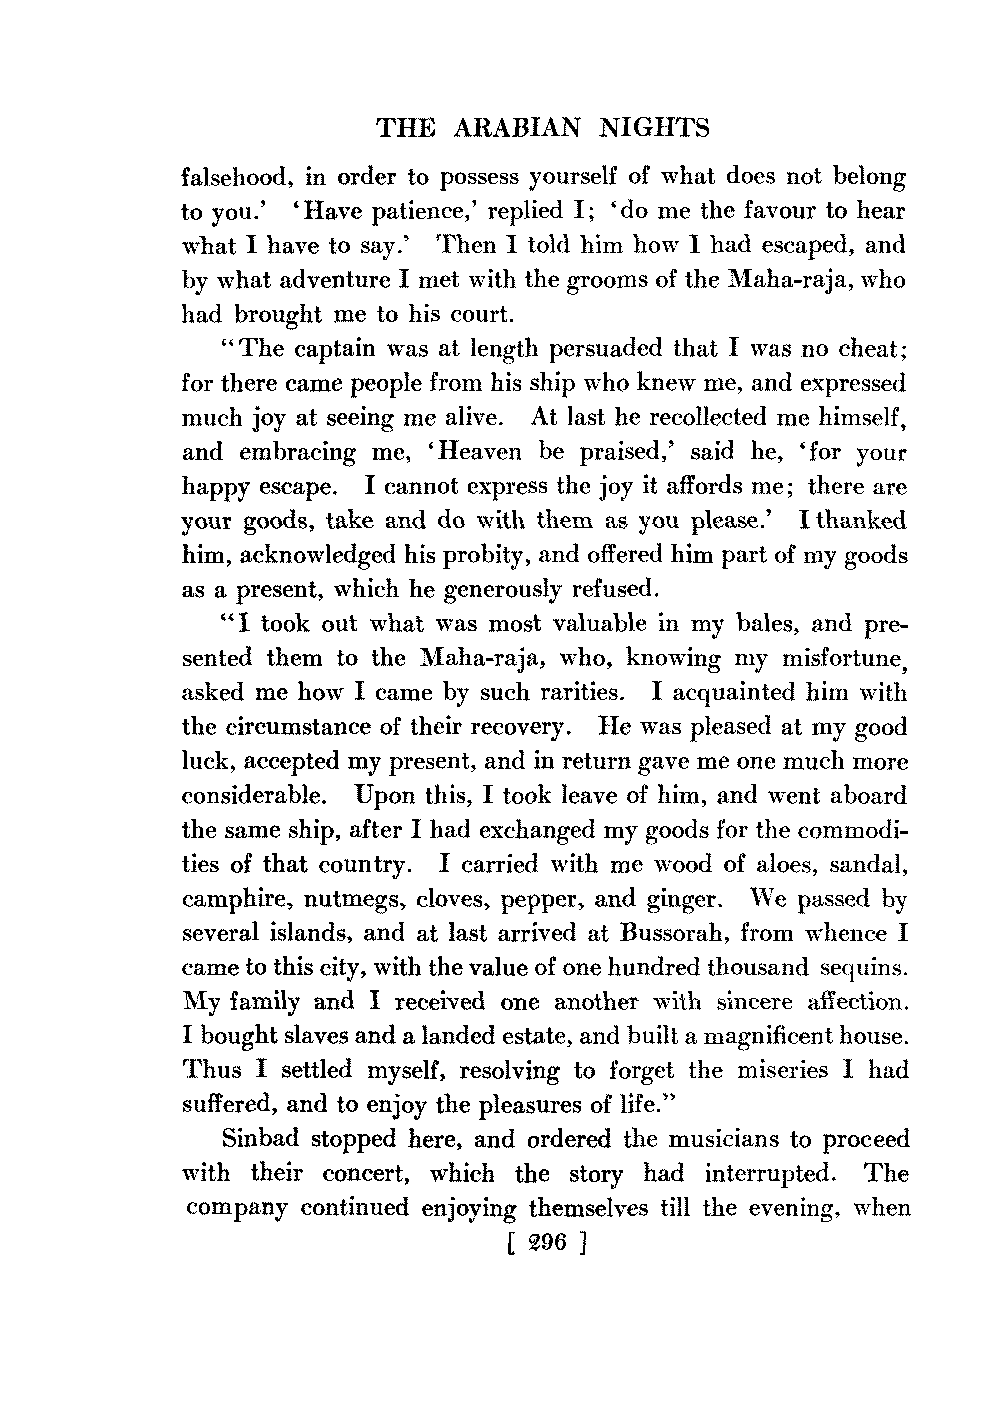 THE ARABIAN NIGHTS
falsehood, in order to possess yourself of what does not belong
to you.’ ‘Have patience,’ replied I; ‘do me the favour to hear
what I have to say.’ Then I told him how I had escaped, and
by what adventure I met with the grooms of the Maha-raja, who
had brought me to his court.
“The captain was at length persuaded that I was no cheat;
for there came people from his ship who knew me, and expressed
much joy at seeing me alive. At last he recollected me himself,
and embracing me, ‘Heaven be praised,’ said he, ‘for your
happy escape. I cannot express the joy it affords me; there are
your goods, take and do with them as you please.’ I thanked
him, acknowledged his probity, and offered him part of my goods
as a present, which he generously refused.
“I took out what was most valuable in my bales, and pre-
sented them to the Maha-raja, who, knowing my misfortune,
asked me how I came by such rarities. I acquainted him with
the circumstance of their recovery. He was pleased at my good
luck, accepted my present, and in return gave me one much more
considerable. Upon this, I took leave of him, and went aboard
the same ship, after I had exchanged my goods for the commodi-
ties of that country. I carried with me wood of aloes, sandal,
camphire, nutmegs, cloves, pepper, and ginger. We passed by
several islands, and at last arrived at Bussorah, from whence I
came to this city, with the value of one hundred thousand sequins.
My family and I received one another with sincere affection.
I bought slaves and a landed estate, and built a magnificent house.
Thus I settled myself, resolving to forget the miseries I had
suffered, and to enjoy the pleasures of life.”
Sinbad stopped here, and ordered the musicians to proceed
with their concert, which the story had interrupted. The
company continued enjoying themselves till the evening, when
[ 296 ]